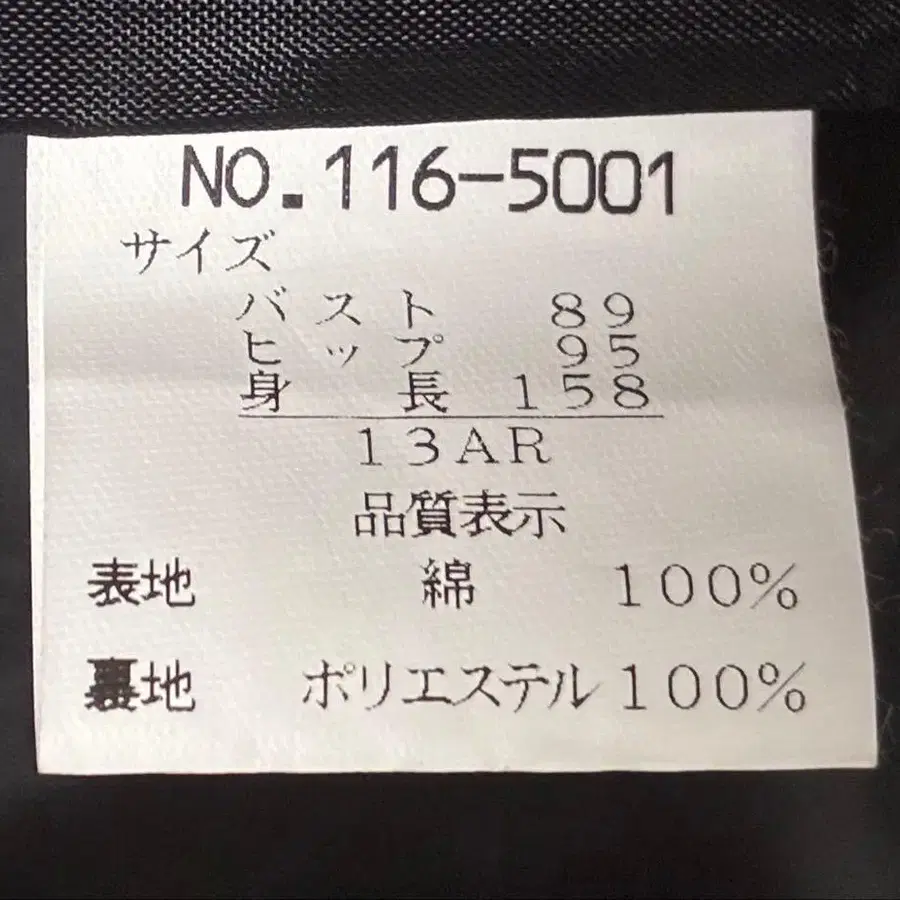 NO.116-5001
サイズ
バスト 89
ヒップ 95
身長 158
13AR
品質表示
表地 綿 100%
裏地 ポリエステル 100%